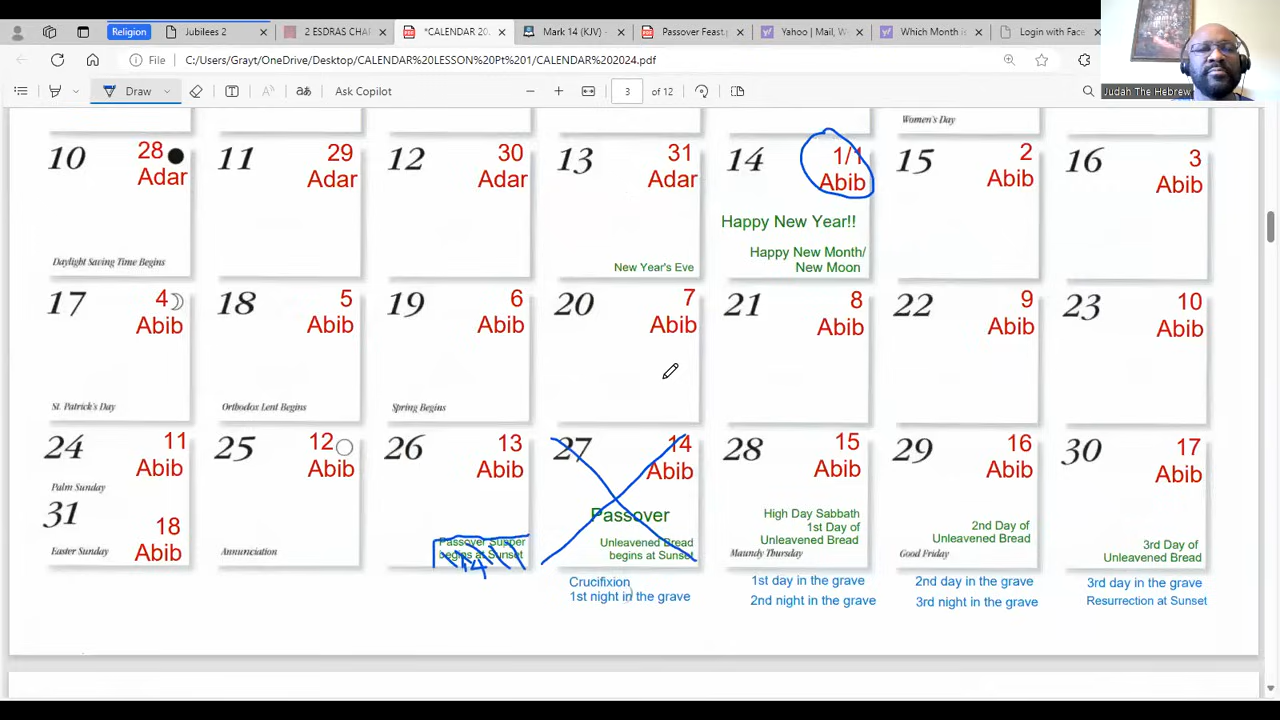 Religion
Jubilees 2
2 ESDRAS CHA
*CALENDAR 20
Mark 14 (KJV) -
Passover Feast.p
Yahoo | Mail, W
Which Month is
Login with Face
File
C:/Users/Grayt/OneDrive/Desktop/CALENDAR%20LESSON%20Pt%201/CALENDAR%202024.pdf
Draw
Ask Copilot
3 of 12
Judah The Hebrew
Women's Day
10 28 Adar
Daylight Saving Time Begins
11 29 Adar
12 30 Adar
13 31 Adar
New Year's Eve
14 1/1 Abib
Happy New Year!!
Happy New Month/
New Moon
15 2 Abib
16 3 Abib
17 4 Abib
St. Patrick's Day
18 5 Abib
Orthodox Lent Begins
19 6 Abib
Spring Begins
20 7 Abib
21 8 Abib
22 9 Abib
23 10 Abib
24 11 Abib
Palm Sunday
31 18 Abib
Easter Sunday
25 12 Abib
Annunciation
26 13 Abib
Passover Supper
begins at Sunset
14
27 14 Abib
Passover
Unleavened Bread
begins at Sunset
Crucifixion
1st night in the grave
28 15 Abib
High Day Sabbath
1st Day of
Unleavened Bread
Maundy Thursday
1st day in the grave
2nd night in the grave
29 16 Abib
2nd Day of
Unleavened Bread
Good Friday
2nd day in the grave
3rd night in the grave
30 17 Abib
3rd Day of
Unleavened Bread
3rd day in the grave
Resurrection at Sunset